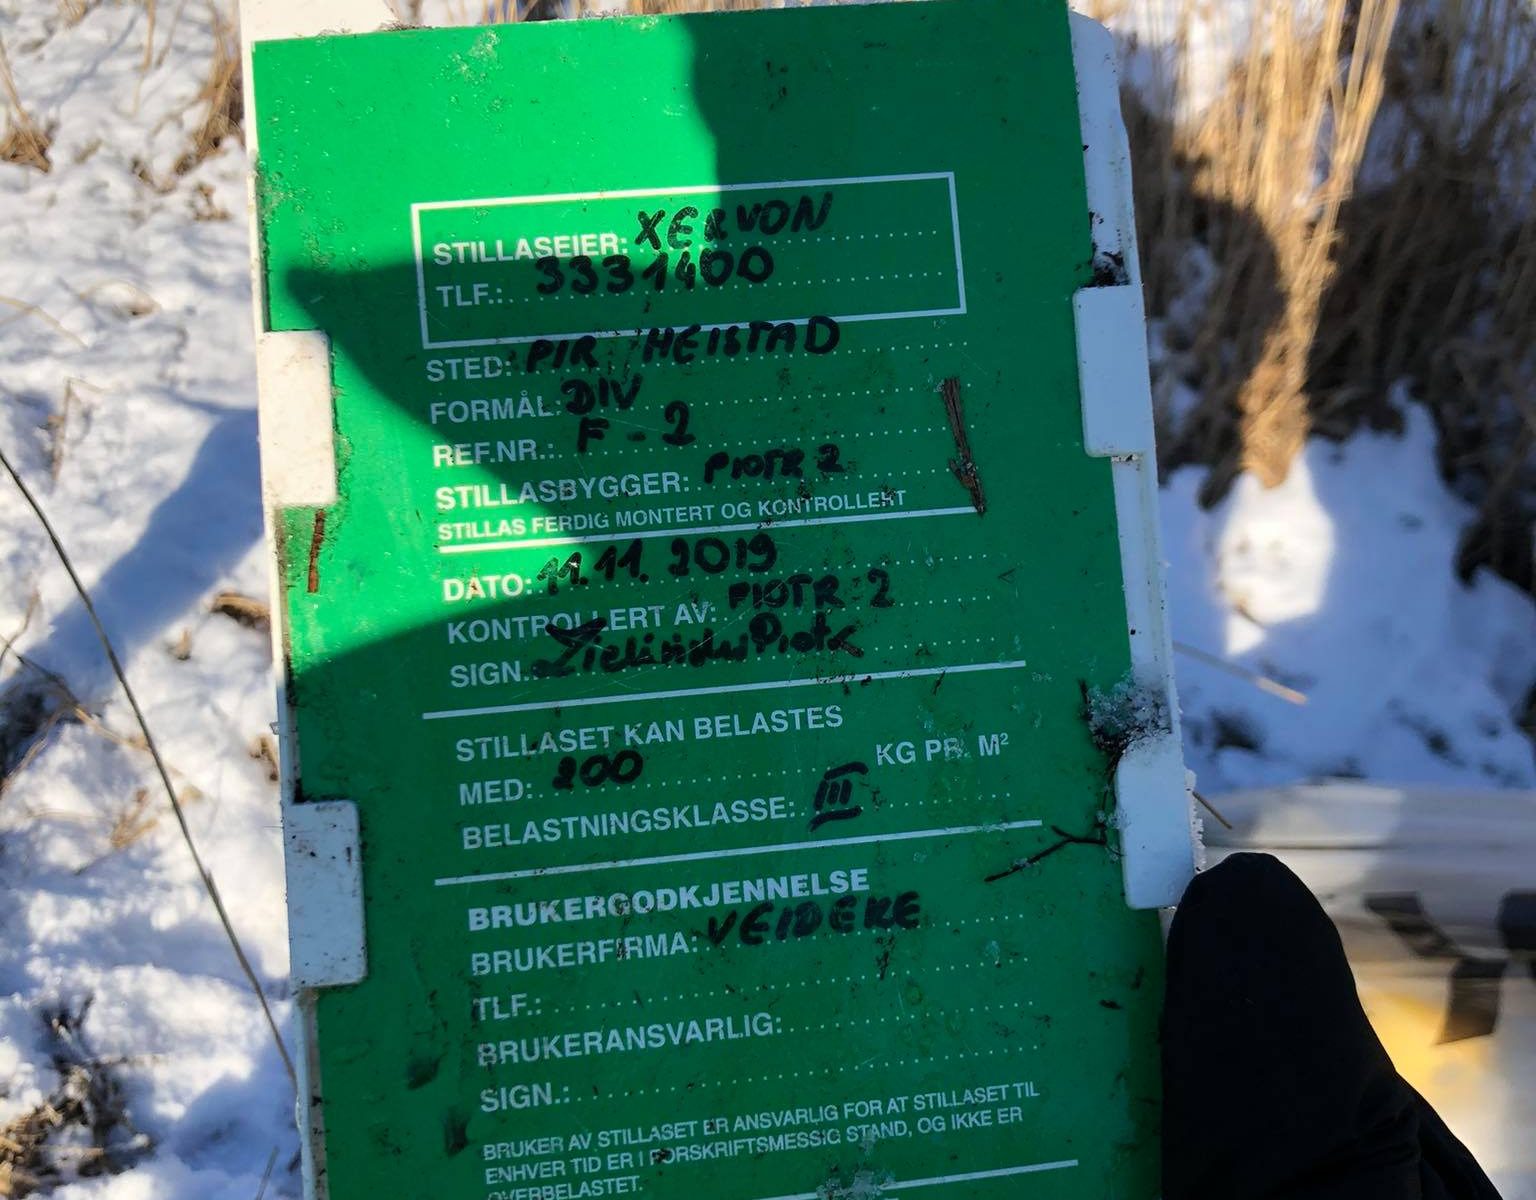 STILLASEIER: XERVON
TLF.: 3331400
STED: PIR HEISTAD
FORMÅL: DIV
REF.NR.: F-2
STILLASBYGGER: PIOTR 2
STILLAS FERDIG MONTERT OG KONTROLLERT
DATO: 11.11.2019
KONTROLLERT AV: PIOTR 2
SIGN. Zieliński Piotr
STILLASET KAN BELASTES
MED: 200 KG PR. M²
BELASTNINGSKLASSE: III
BRUKERGODKJENNELSE
BRUKERFIRMA: VEIDEKE
TLF.:
BRUKERANSVARLIG:
SIGN.:
BRUKER AV STILLASET ER ANSVARLIG FOR AT STILLASET TIL
ENHVER TID ER I FORSKRIFTSMESSIG STAND, OG IKKE ER
OVERBELASTET.